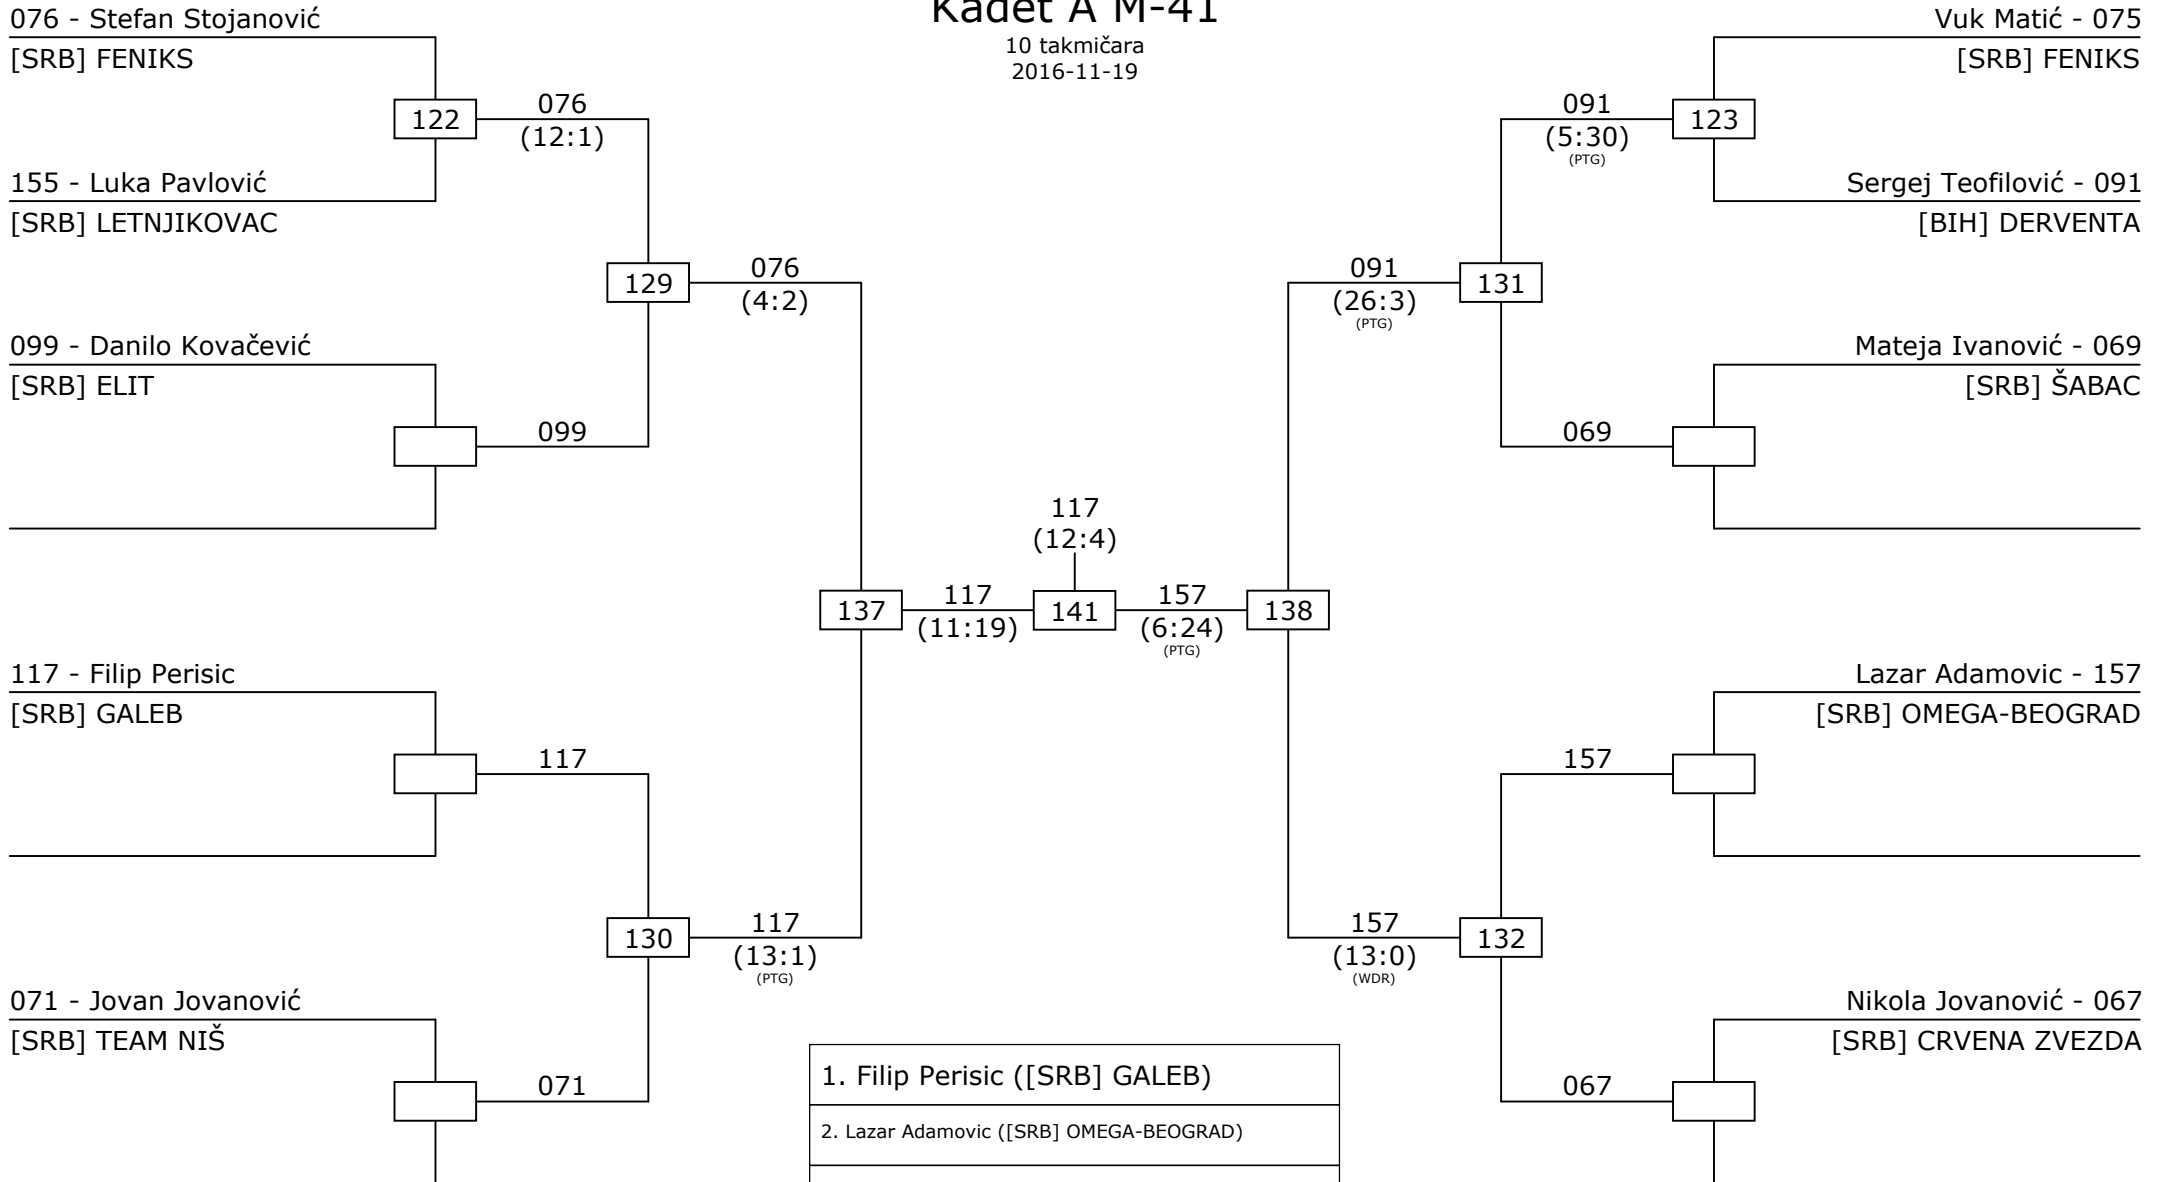 Kadet A M-41
10 takmičara
2016-11-19
076 - Stefan Stojanović
[SRB] FENIKS
122
076
(12:1)
155 - Luka Pavlović
[SRB] LETNJIKOVAC
129
076
(4:2)
099 - Danilo Kovačević
[SRB] ELIT
099
117 - Filip Perisic
[SRB] GALEB
117
130
117
(13:1)
(PTG)
071 - Jovan Jovanović
[SRB] TEAM NIŠ
071
137
117
(11:19)
117
(12:4)
141
157
(6:24)
(PTG)
138
Vuk Matić - 075
[SRB] FENIKS
091
(5:30)
(PTG)
123
Sergej Teofilović - 091
[BIH] DERVENTA
091
(26:3)
(PTG)
131
Mateja Ivanović - 069
[SRB] ŠABAC
069
Lazar Adamovic - 157
[SRB] OMEGA-BEOGRAD
157
157
(13:0)
(WDR)
132
Nikola Jovanović - 067
[SRB] CRVENA ZVEZDA
067
1. Filip Perisic ([SRB] GALEB)
2. Lazar Adamovic ([SRB] OMEGA-BEOGRAD)